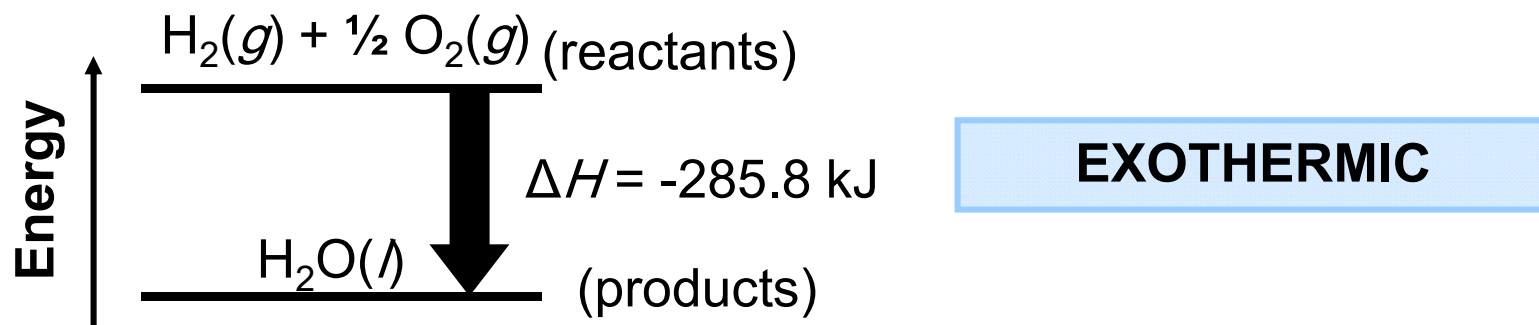 H₂(g) + ½ O₂(g) (reactants)
Energy
EXOTHERMIC
ΔH = -285.8 kJ
H₂O(l)
(products)